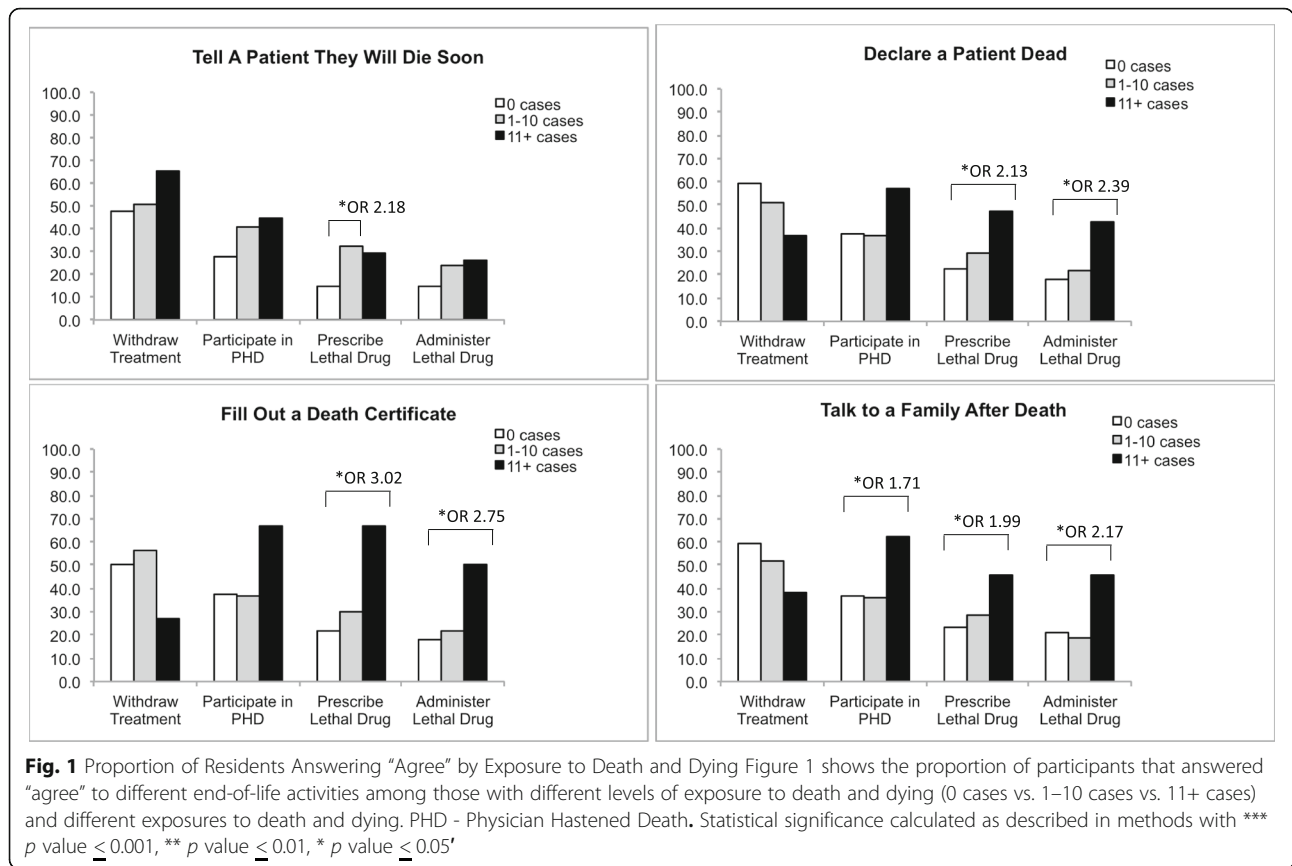 Tell A Patient They Will Die Soon
100.0
90.0
80.0
70.0
60.0
50.0
40.0
30.0
20.0
10.0
0.0
0 cases
1-10 cases
11+ cases
*OR 2.18
Withdraw Treatment
Participate in PHD
Prescribe Lethal Drug
Administer Lethal Drug
Declare a Patient Dead
100.0
90.0
80.0
70.0
60.0
50.0
40.0
30.0
20.0
10.0
0.0
0 cases
1-10 cases
11+ cases
*OR 2.13
*OR 2.39
Withdraw Treatment
Participate in PHD
Prescribe Lethal Drug
Administer Lethal Drug
Fill Out a Death Certificate
100.0
90.0
80.0
70.0
60.0
50.0
40.0
30.0
20.0
10.0
0.0
0 cases
1-10 cases
11+ cases
*OR 3.02
*OR 2.75
Withdraw Treatment
Participate in PHD
Prescribe Lethal Drug
Administer Lethal Drug
Talk to a Family After Death
100.0
90.0
80.0
70.0
60.0
50.0
40.0
30.0
20.0
10.0
0.0
0 cases
1-10 cases
11+ cases
*OR 1.71
*OR 1.99
*OR 2.17
Withdraw Treatment
Participate in PHD
Prescribe Lethal Drug
Administer Lethal Drug
Fig. 1 Proportion of Residents Answering “Agree” by Exposure to Death and Dying Figure 1 shows the proportion of participants that answered
“agree” to different end-of-life activities among those with different levels of exposure to death and dying (0 cases vs. 1–10 cases vs. 11+ cases)
and different exposures to death and dying. PHD - Physician Hastened Death. Statistical significance calculated as described in methods with ***
p value ≤ 0.001, ** p value ≤ 0.01, * p value ≤ 0.05′